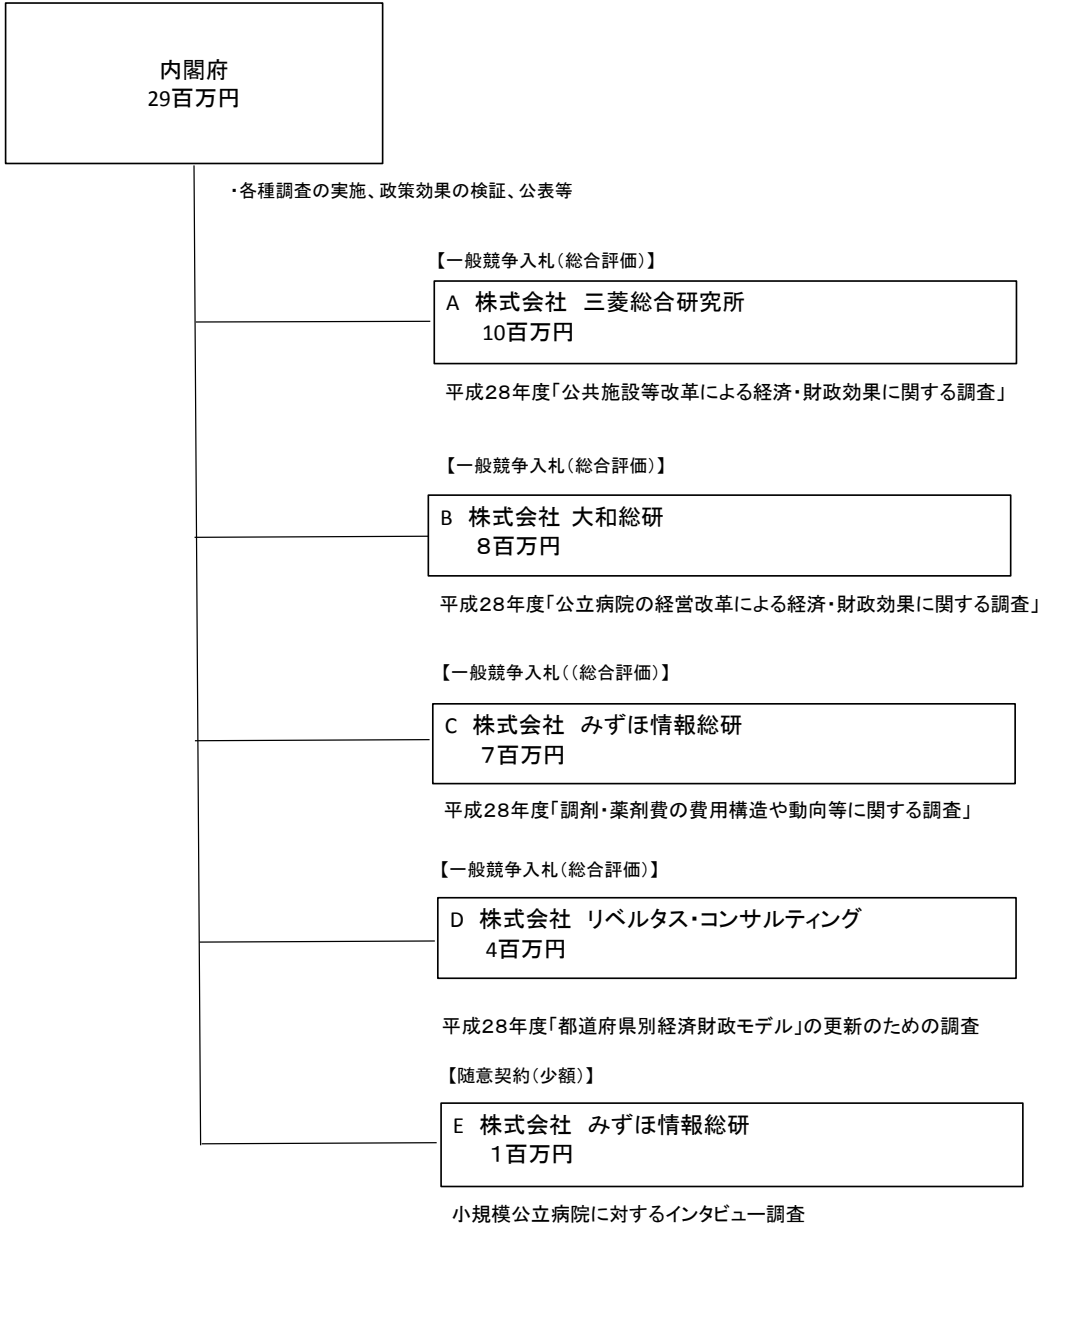 内閣府
29百万円
・各種調査の実施、政策効果の検証、公表等
【一般競争入札（総合評価）】
A　株式会社　三菱総合研究所
10百万円
平成２８年度「公共施設等改革による経済・財政効果に関する調査」
【一般競争入札（総合評価）】
B　株式会社 大和総研
８百万円
平成２８年度「公立病院の経営改革による経済・財政効果に関する調査」
【一般競争入札（（総合評価）】
C　株式会社　みずほ情報総研
７百万円
平成２８年度「調剤・薬剤費の費用構造や動向等に関する調査」
【一般競争入札（総合評価）】
D　株式会社　リベルタス・コンサルティング
4百万円
平成２８年度「都道府県別経済財政モデル」の更新のための調査
【随意契約（少額）】
E　株式会社　みずほ情報総研
１百万円
小規模公立病院に対するインタビュー調査